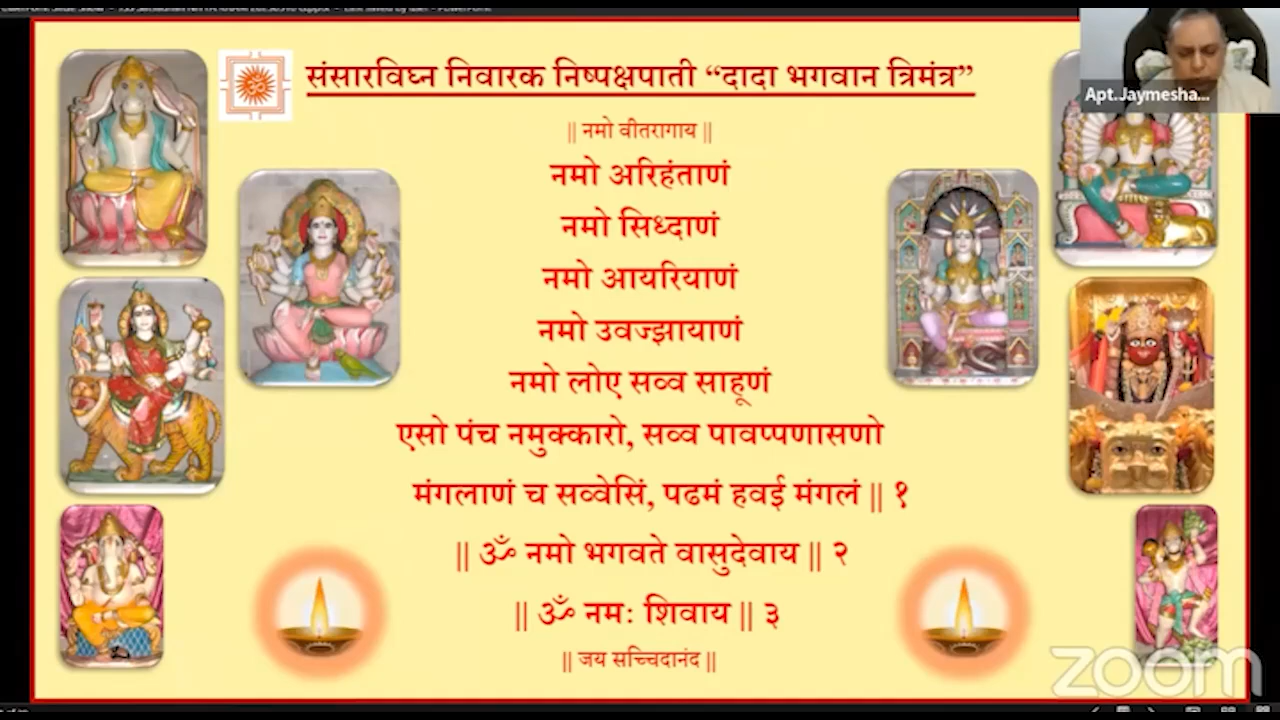 संसारविघ्न निवारक निष्पक्षपाती “दादा भगवान त्रिमंत्र”
Apt.Jaymesha...
|| नमो वीतरागाय ||
नमो अरिहंताणं
नमो सिध्दाणं
नमो आयरियाणं
नमो उवज्झायाणं
नमो लोए सव्व साहूणं
एसो पंच नमुक्कारो, सव्व पावप्पणासणो
मंगलाणं च सव्वेसिं, पढमं हवई मंगलं || १
|| ॐ नमो भगवते वासुदेवाय || २
|| ॐ नमः शिवाय || ३
|| जय सच्चिदानंद ||
zoom